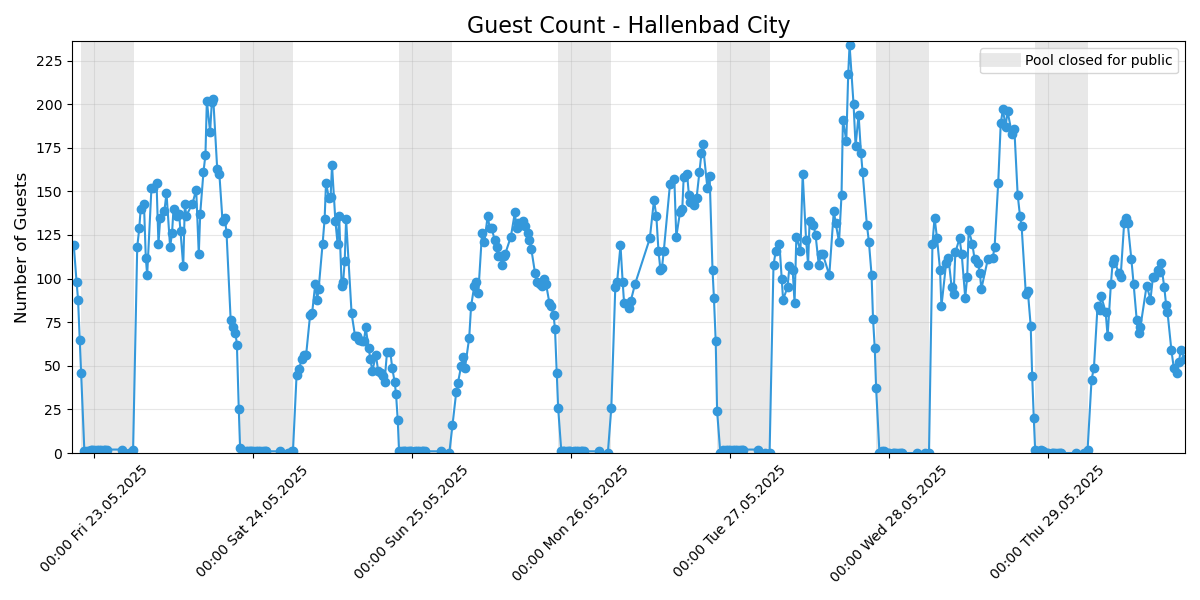 Guest Count - Hallenbad City
Pool closed for public
Number of Guests
225
200
175
150
125
100
75
50
25
0
00:00 Fri 23.05.2025
00:00 Sat 24.05.2025
00:00 Sun 25.05.2025
00:00 Mon 26.05.2025
00:00 Tue 27.05.2025
00:00 Wed 28.05.2025
00:00 Thu 29.05.2025